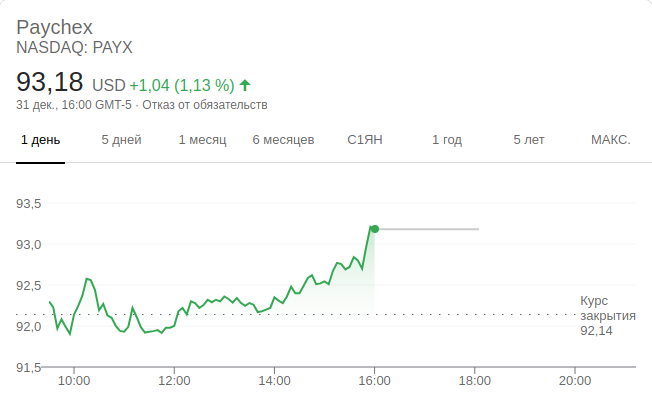 Paychex
NASDAQ: PAYX
93,18 USD +1,04 (1,13 %)
31 дек., 16:00 GMT-5 · Отказ от обязательств
1 день 5 дней 1 месяц 6 месяцев С1ЯН 1 год 5 лет МАКС.
93,5
93,0
92,5
Курс
закрытия
92,14
92,0
91,5
10:00 12:00 14:00 16:00 18:00 20:00